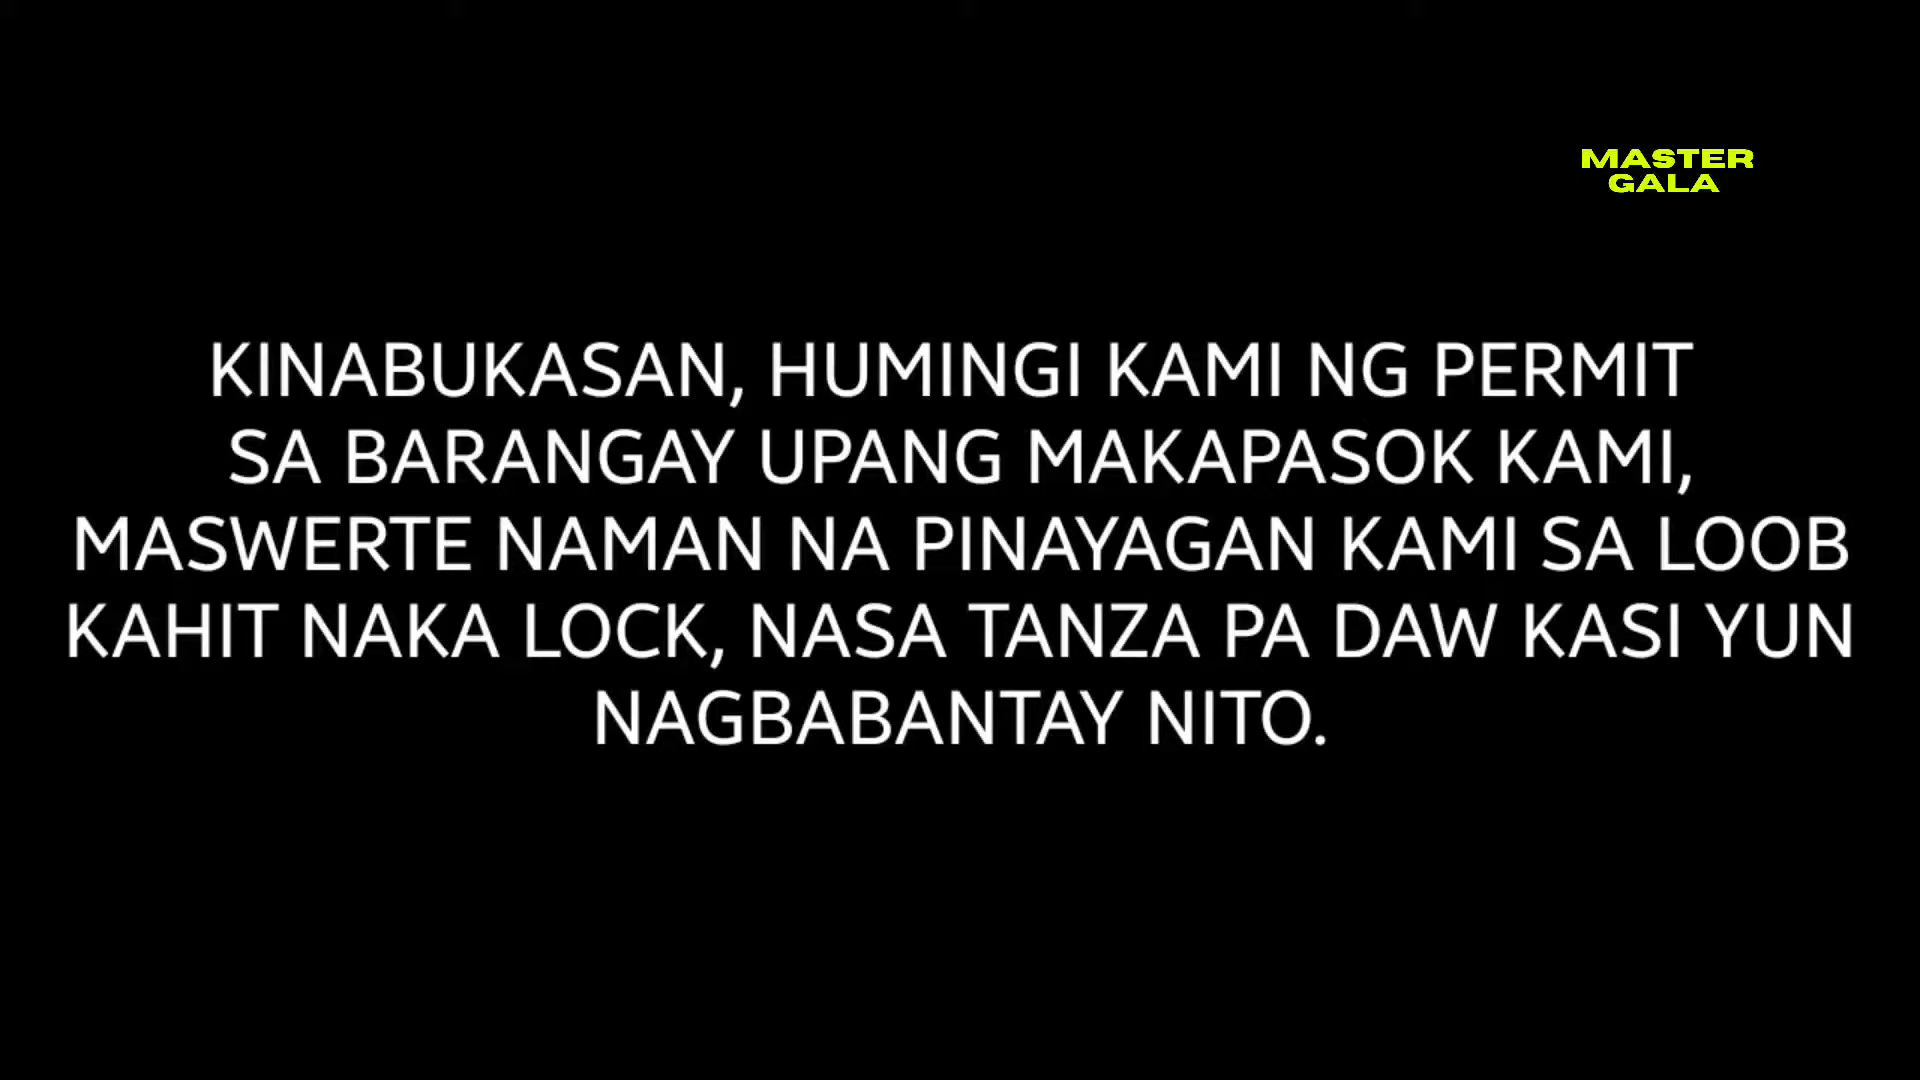 MASTER
GALA
KINABUKASAN, HUMINGI KAMI NG PERMIT
SA BARANGAY UPANG MAKAPASOK KAMI,
MASWERTE NAMAN NA PINAYAGAN KAMI SA LOOB
KAHIT NAKA LOCK, NASA TANZA PA DAW KASI YUN
NAGBABANTAY NITO.